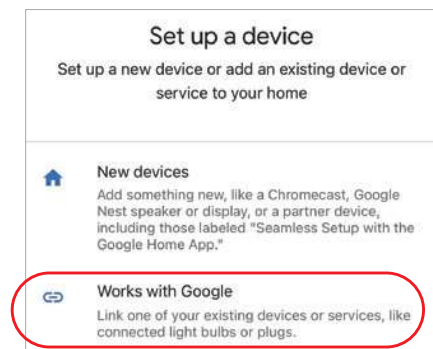 Set up a device
Set up a new device or add an existing device or
service to your home
New devices
Add something new, like a Chromecast, Google
Nest speaker or display, or a partner device,
including those labeled "Seamless Setup with the
Google Home App."
Works with Google
Link one of your existing devices or services, like
connected light bulbs or plugs.